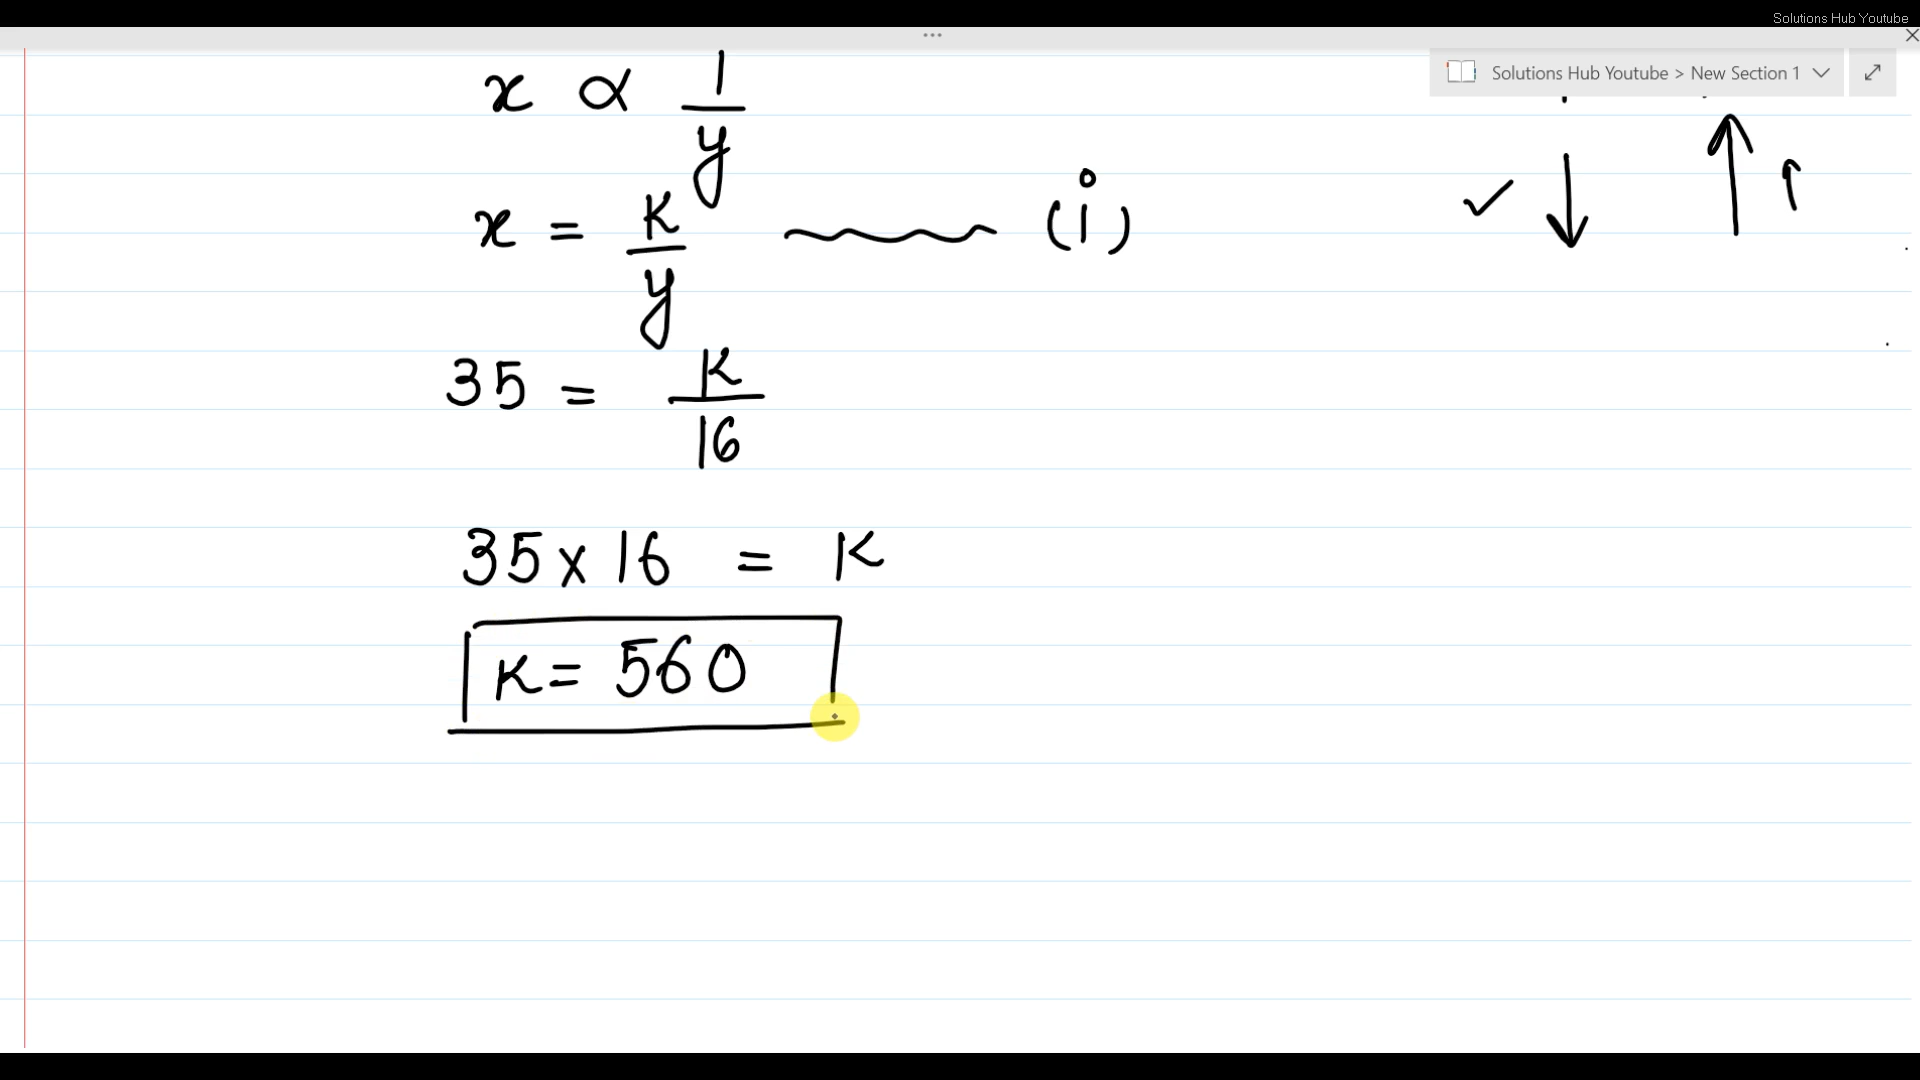 Solutions Hub Youtube
Solutions Hub Youtube > New Section 1
x ∝ 1/y
x = K/y (i)
35 = K/16
35 x 16 = K
K = 560